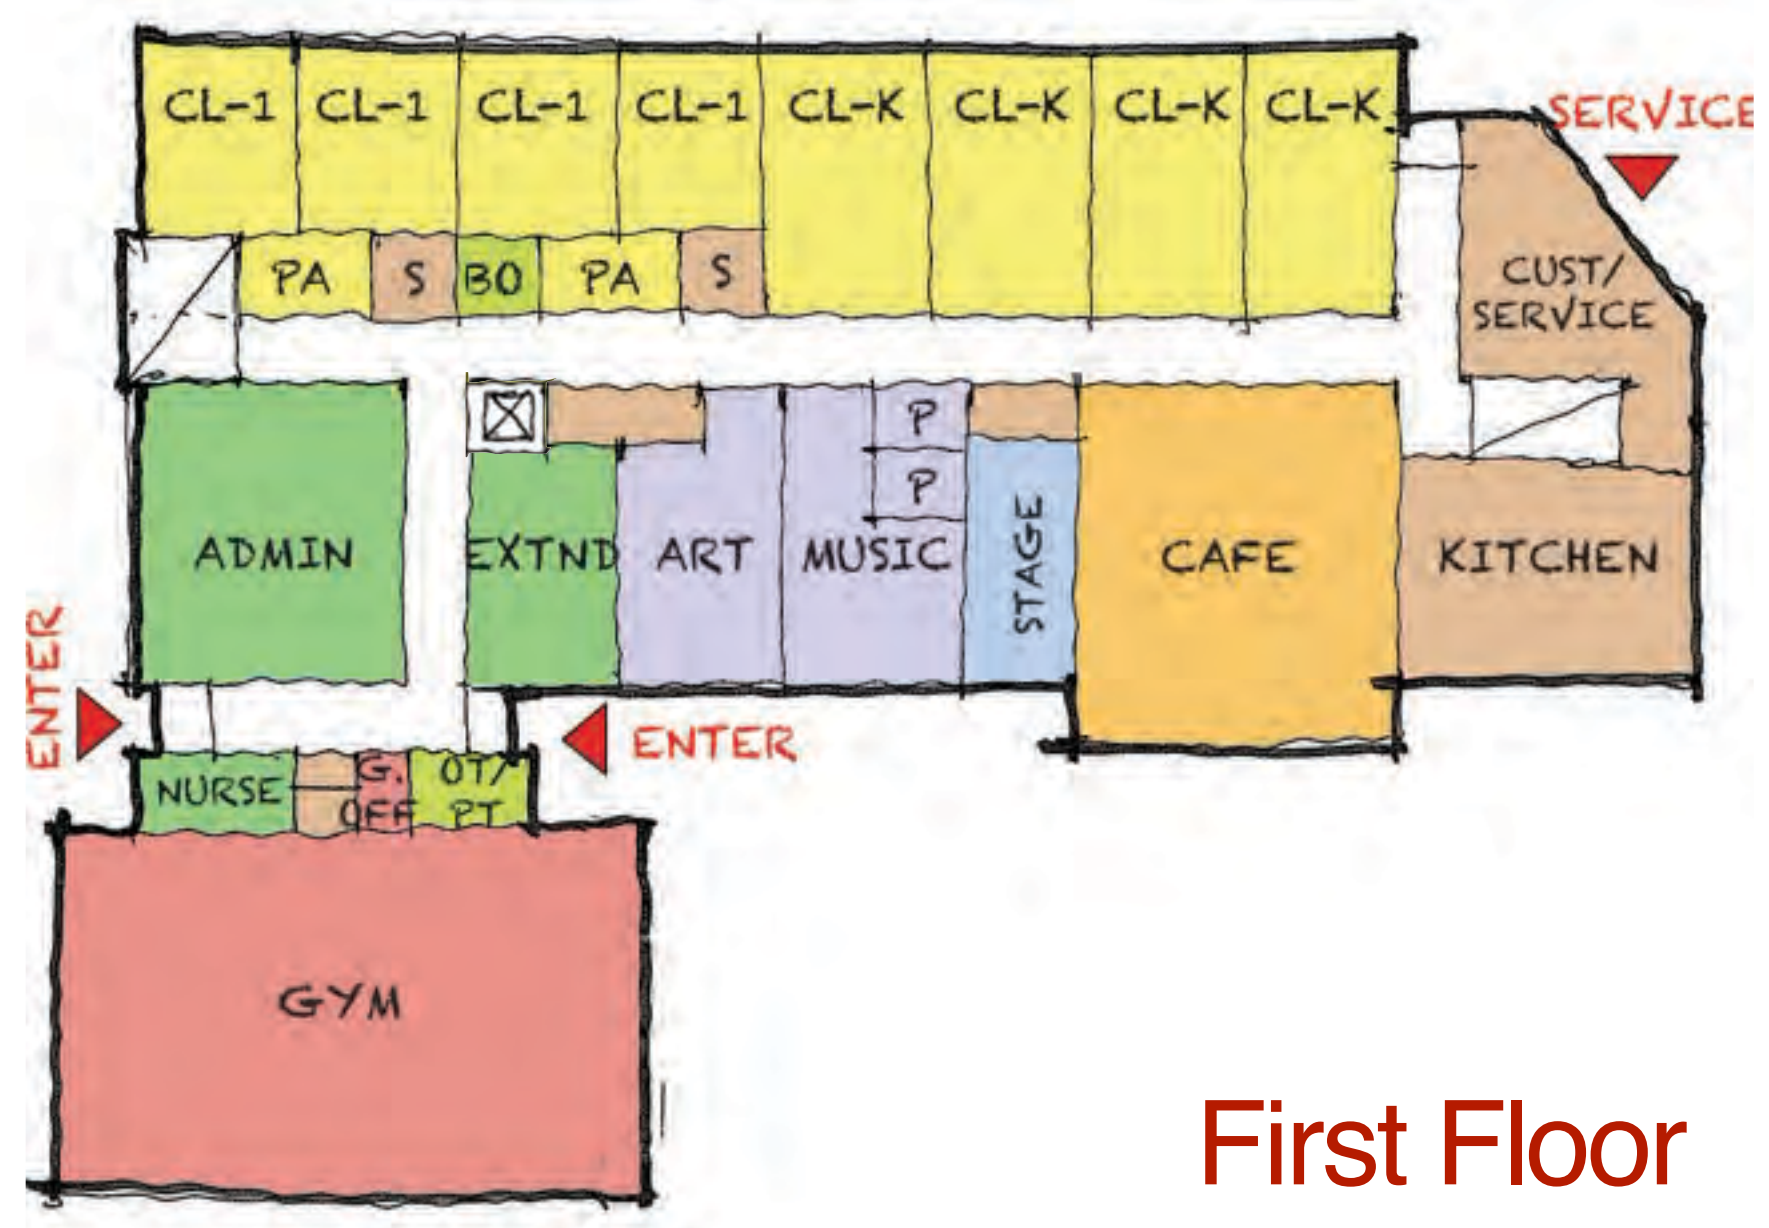 CL-1 CL-1 CL-1 CL-1 CL-K CL-K CL-K CL-K
SERVICE
PA S BO PA S
CUST/
SERVICE
P
P
ADMIN EXTND ART MUSIC STAGE CAFE KITCHEN
ENTER
ENTER
NURSE
G.
OFF
OT/
PT
GYM
First Floor